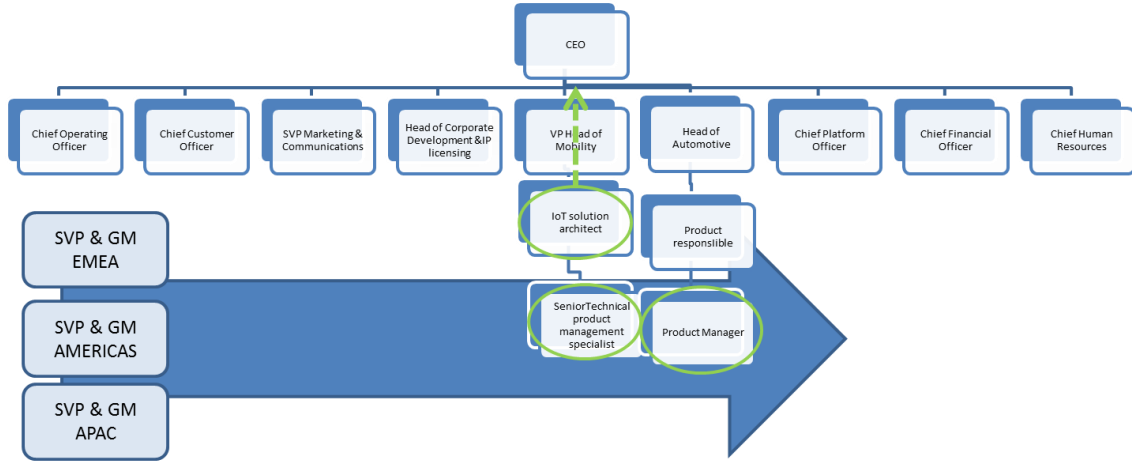 CEO
Chief Operating
Officer
Chief Customer
Officer
SVP Marketing &
Communications
Head of Corporate
Development &IP
licensing
VP Head of
Mobility
Head of
Automotive
Chief Platform
Officer
Chief Financial
Officer
Chief Human
Resources
IoT solution
architect
Product
responslible
SeniorTechnical
product
management
specialist
Product Manager
SVP & GM
EMEA
SVP & GM
AMERICAS
SVP & GM
APAC